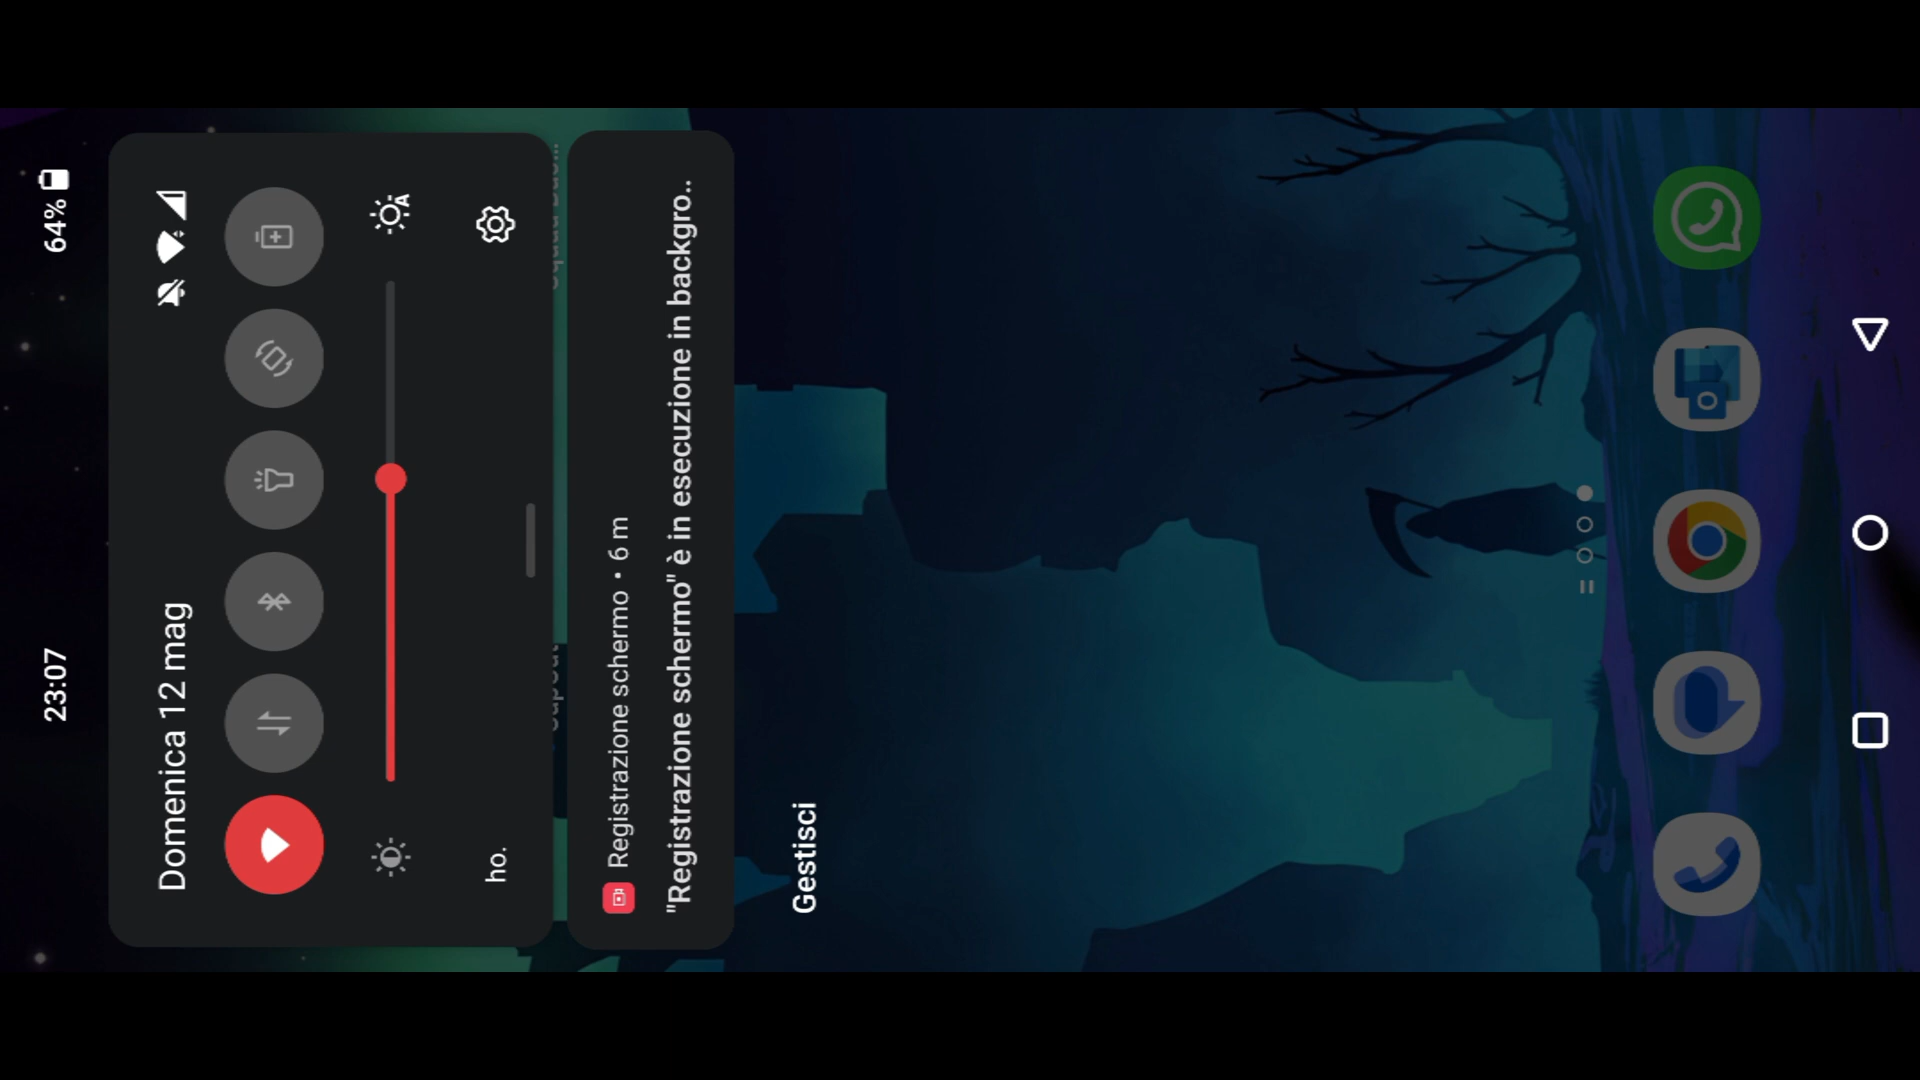 23:07
64%
Domenica 12 mag
ho.
Registrazione schermo • 6 m
"Registrazione schermo" è in esecuzione in backgro..
Gestisci